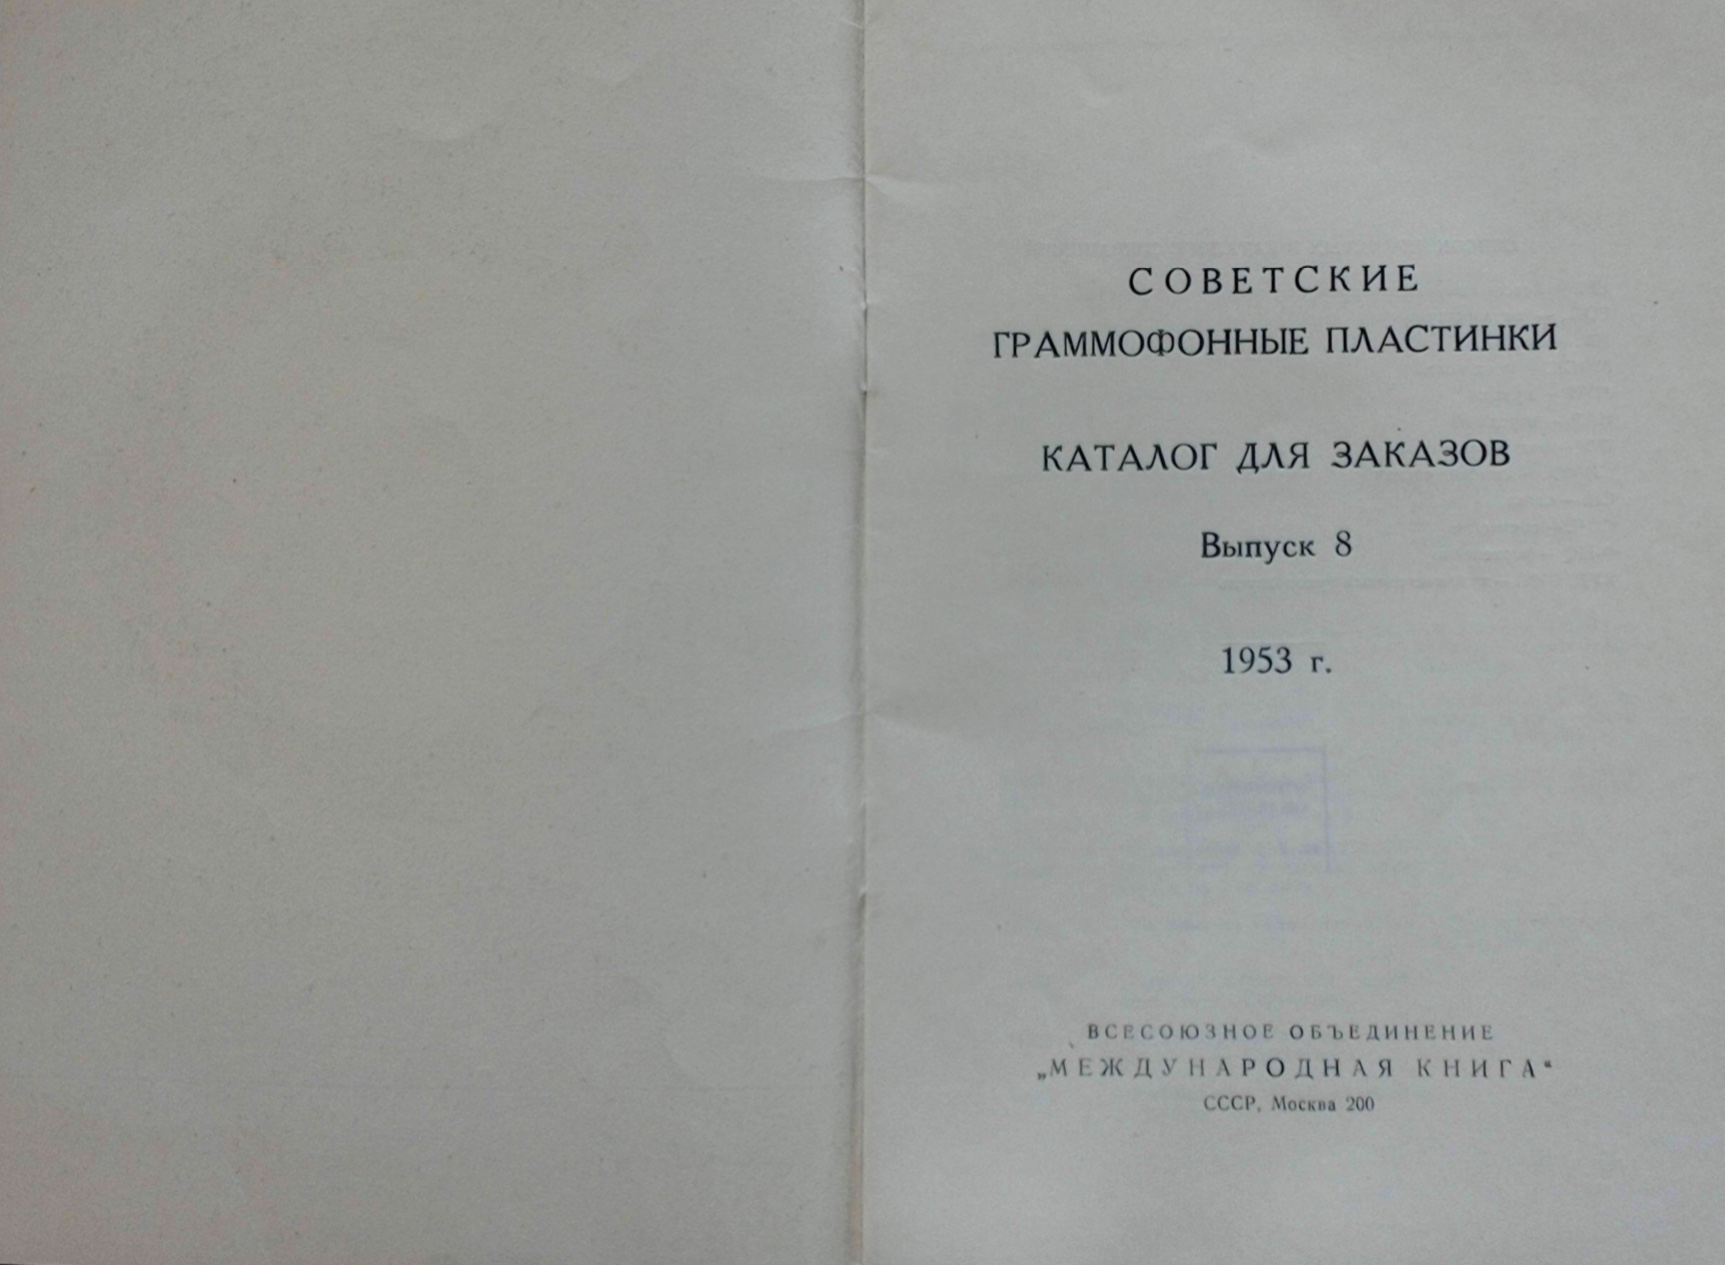 СОВЕТСКИЕ
ГРАММОФОННЫЕ ПЛАСТИНКИ
КАТАЛОГ ДЛЯ ЗАКАЗОВ
Выпуск 8
1953 г.
ВСЕСОЮЗНОЕ ОБЪЕДИНЕНИЕ
„МЕЖДУНАРОДНАЯ КНИГА“
СССР, Москва 200